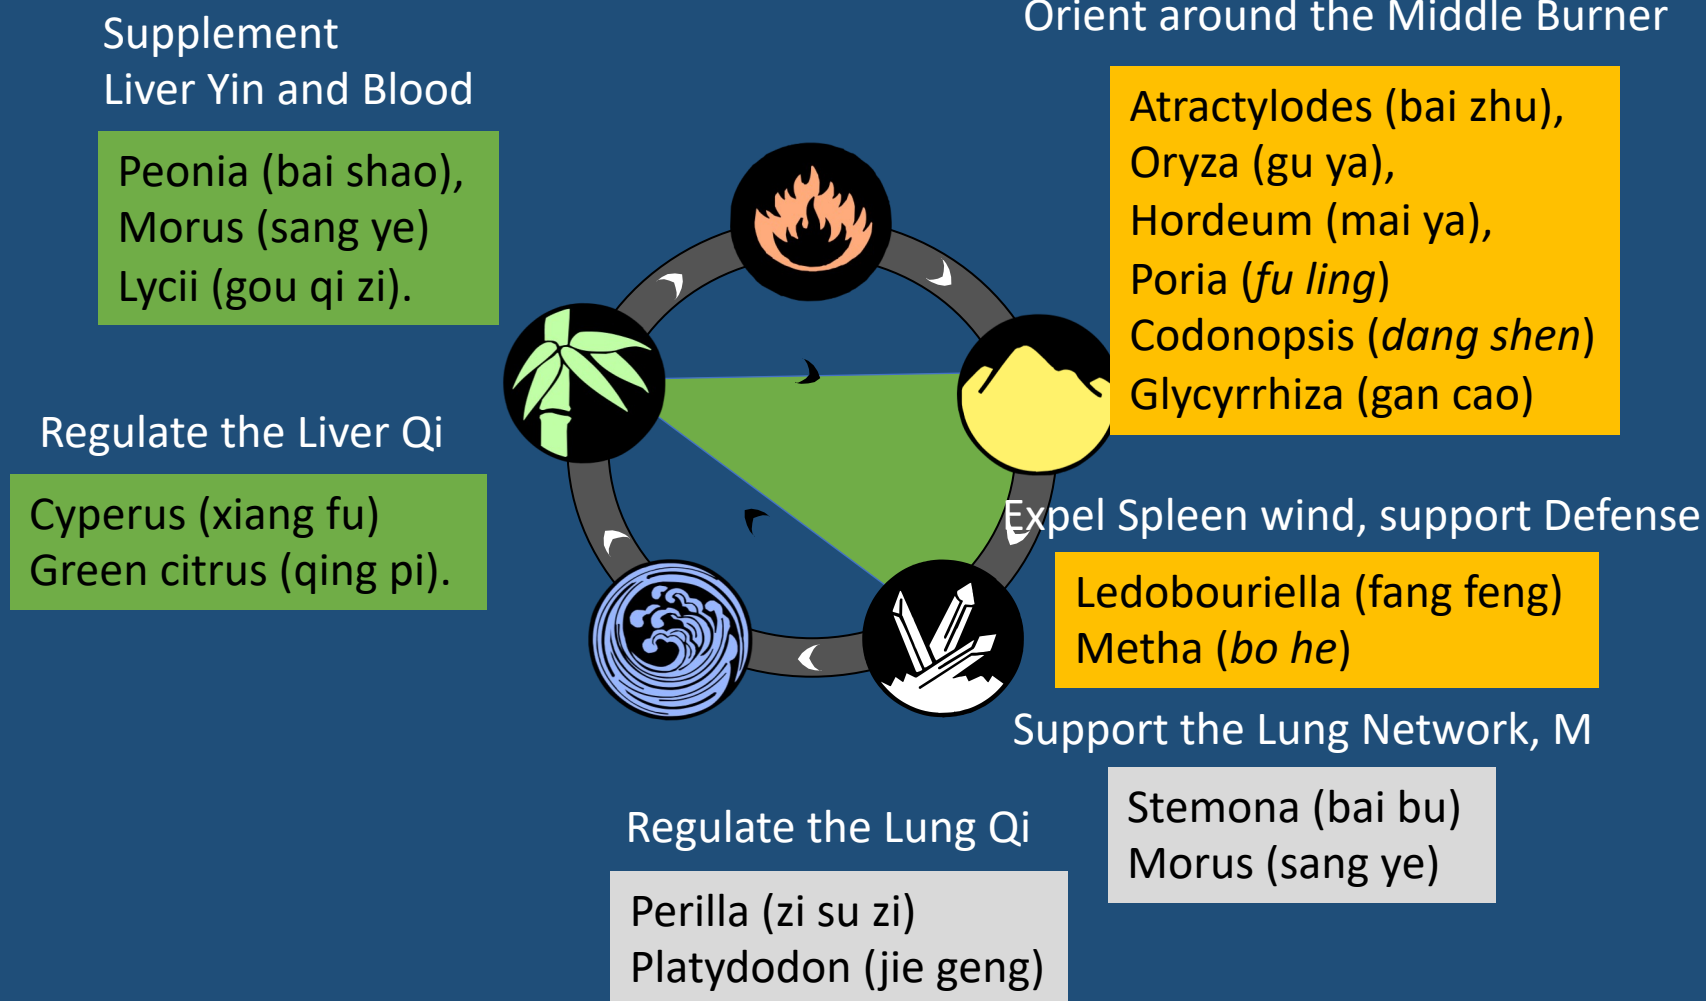 Supplement
Liver Yin and Blood
Peonia (bai shao),
Morus (sang ye)
Lycii (gou qi zi).
Regulate the Liver Qi
Cyperus (xiang fu)
Green citrus (qing pi).
Orient around the Middle Burner
Atractylodes (bai zhu),
Oryza (gu ya),
Hordeum (mai ya),
Poria (fu ling)
Codonopsis (dang shen)
Glycyrrhiza (gan cao)
Expel Spleen wind, support Defense
Ledobouriella (fang feng)
Metha (bo he)
Support the Lung Network, M
Stemona (bai bu)
Morus (sang ye)
Regulate the Lung Qi
Perilla (zi su zi)
Platydodon (jie geng)